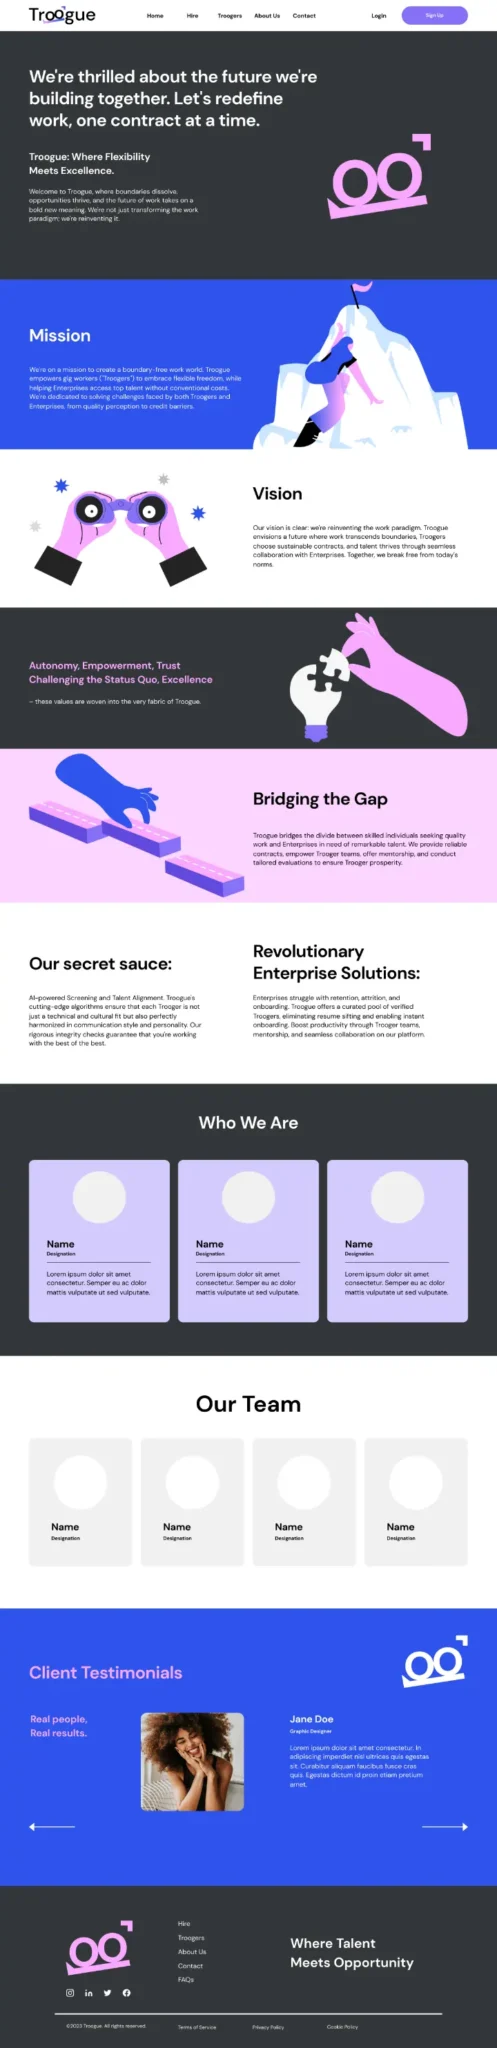 Troogue
Home Hire Troogers About Us Contact Login Sign Up
We're thrilled about the future we're
building together. Let's redefine
work, one contract at a time.
Troogue: Where Flexibility
Meets Excellence.
Welcome to Troogue, where boundaries dissolve,
opportunities thrive, and the future of work takes on a
bold new meaning. We're not just transforming the work
paradigm; we're reinventing it.
Mission
We're on a mission to create a boundary-free work world. Troogue
empowers gig workers ("Troogers") to embrace flexible freedom, while
helping Enterprises access top talent without conventional costs.
We're dedicated to solving challenges faced by both Troogers and
Enterprises, from quality perception to credit barriers.
Vision
Our vision is clear: we're reinventing the work paradigm. Troogue
envisions a future where work transcends boundaries, Troogers
choose sustainable contracts, and talent thrives through seamless
collaboration with Enterprises. Together, we break free from today's
norms.
Autonomy, Empowerment, Trust
Challenging the Status Quo, Excellence
– these values are woven into the very fabric of Troogue.
Bridging the Gap
Troogue bridges the divide between skilled individuals seeking quality
work and Enterprises in need of remarkable talent. We provide reliable
contracts, empower Trooger teams, offer mentorship, and conduct
tailored evaluations to ensure Trooger prosperity.
Our secret sauce:
AI-powered Screening and Talent Alignment. Troogue's
cutting-edge algorithms ensure that each Trooger is not
just a technical and cultural fit but also perfectly
harmonized in communication style and personality. Our
rigorous integrity checks guarantee that you're working
with the best of the best.
Revolutionary
Enterprise Solutions:
Enterprises struggle with retention, attrition, and
onboarding. Troogue offers a curated pool of verified
Troogers, eliminating resume sifting and enabling instant
onboarding. Boost productivity through Trooger teams,
mentorship, and seamless collaboration on our platform.
Who We Are
Name
Designation
Lorem ipsum dolor sit amet
consectetur. Semper eu ac dolor
mattis vulputate ut sed vulputate.
Name
Designation
Lorem ipsum dolor sit amet
consectetur. Semper eu ac dolor
mattis vulputate ut sed vulputate.
Name
Designation
Lorem ipsum dolor sit amet
consectetur. Semper eu ac dolor
mattis vulputate ut sed vulputate.
Our Team
Name
Designation
Name
Designation
Name
Designation
Name
Designation
Client Testimonials
Real people,
Real results.
Jane Doe
Graphic Designer
Lorem ipsum dolor sit amet consectetur. In
adipiscing imperdiet nisl ultrices quis egestas
sit. Curabitur aliquam faucibus fusce cras
quis. Egestas dictum id proin etiam pretium
amet.
Hire
Troogers
About Us
Contact
FAQs
Where Talent
Meets Opportunity
©2023 Troogue. All rights reserved.
Terms of Service
Privacy Policy
Cookie Policy